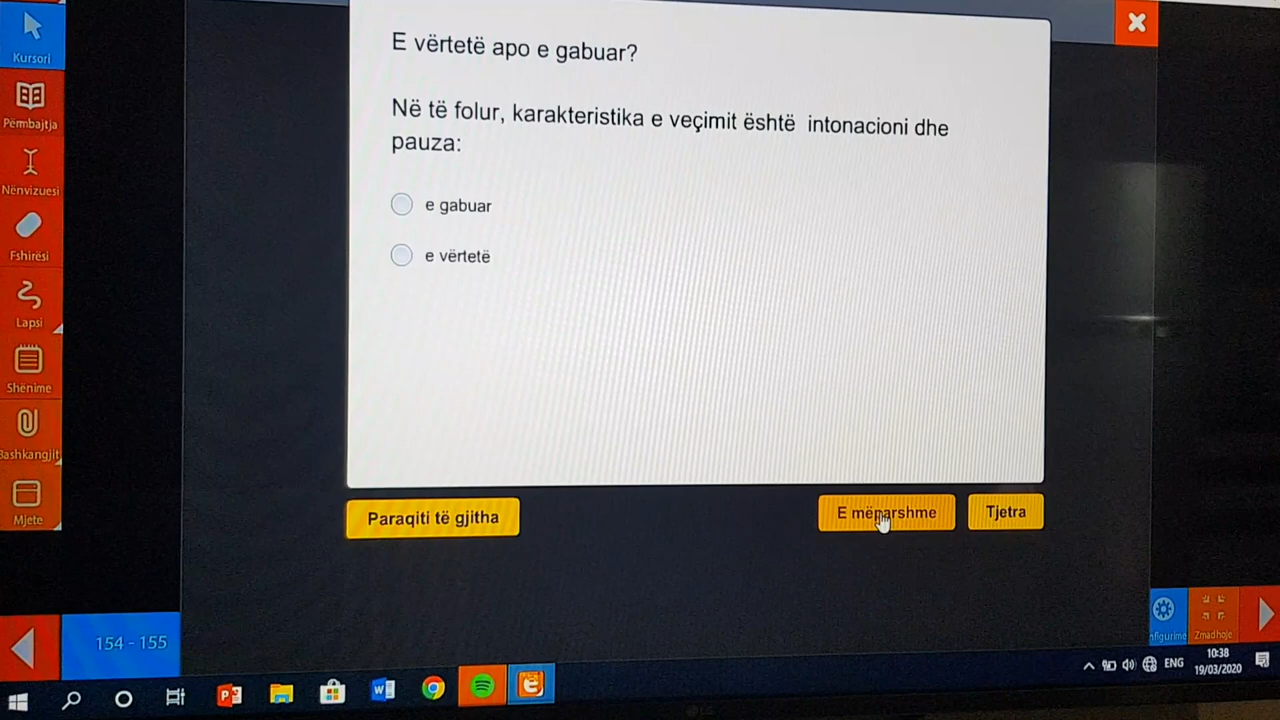 Kursori
Përmbajtja
Nënvizuesi
Fshirësi
Lapsi
Shënime
Bashkangjit
Mjete
E vërtetë apo e gabuar?
Në të folur, karakteristika e veçimit është intonacioni dhe
pauza:
e gabuar
e vërtetë
Paraqiti të gjitha
E mëparshme
Tjetra
154 - 155
nfigurime
Zmadhoje
ENG
10:38
19/03/2020